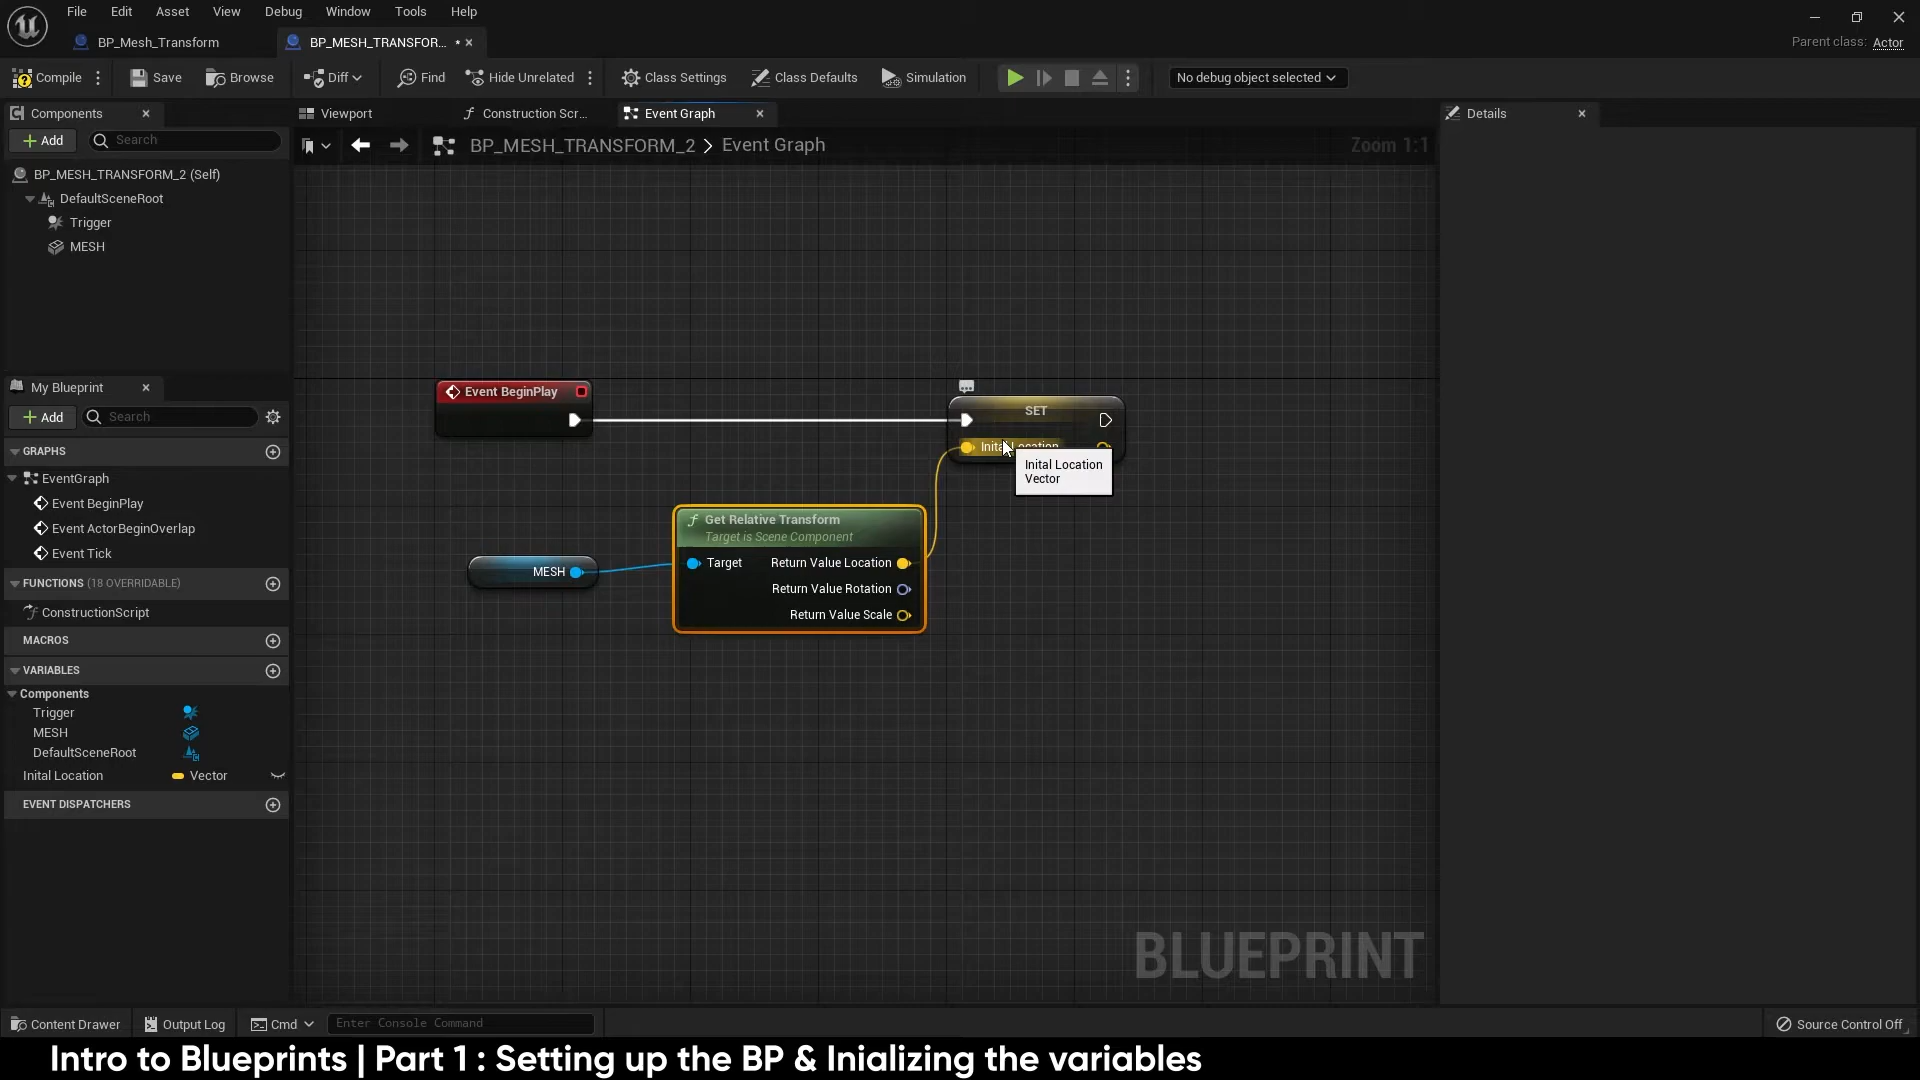 File Edit Asset View Debug Window Tools Help
BP_Mesh_Transform
BP_MESH_TRANSFOR... *
Parent class: Actor
Compile
Save
Browse
Diff
Find
Hide Unrelated
Class Settings
Class Defaults
Simulation
No debug object selected
Components
Viewport
Construction Scr...
Event Graph
Details
Add
Search
BP_MESH_TRANSFORM_2 > Event Graph
Zoom 1:1
BP_MESH_TRANSFORM_2 (Self)
DefaultSceneRoot
Trigger
MESH
My Blueprint
Add
Search
GRAPHS
EventGraph
Event BeginPlay
Event ActorBeginOverlap
Event Tick
FUNCTIONS (18 OVERRIDABLE)
ConstructionScript
MACROS
VARIABLES
Components
Trigger
MESH
DefaultSceneRoot
Inital Location Vector
EVENT DISPATCHERS
Event BeginPlay
SET
Inital Location
Inital Location
Vector
Get Relative Transform
Target is Scene Component
MESH
Target
Return Value Location
Return Value Rotation
Return Value Scale
BLUEPRINT
Content Drawer
Output Log
Cmd
Enter Console Command
Source Control Off
Intro to Blueprints | Part 1 : Setting up the BP & Inializing the variables